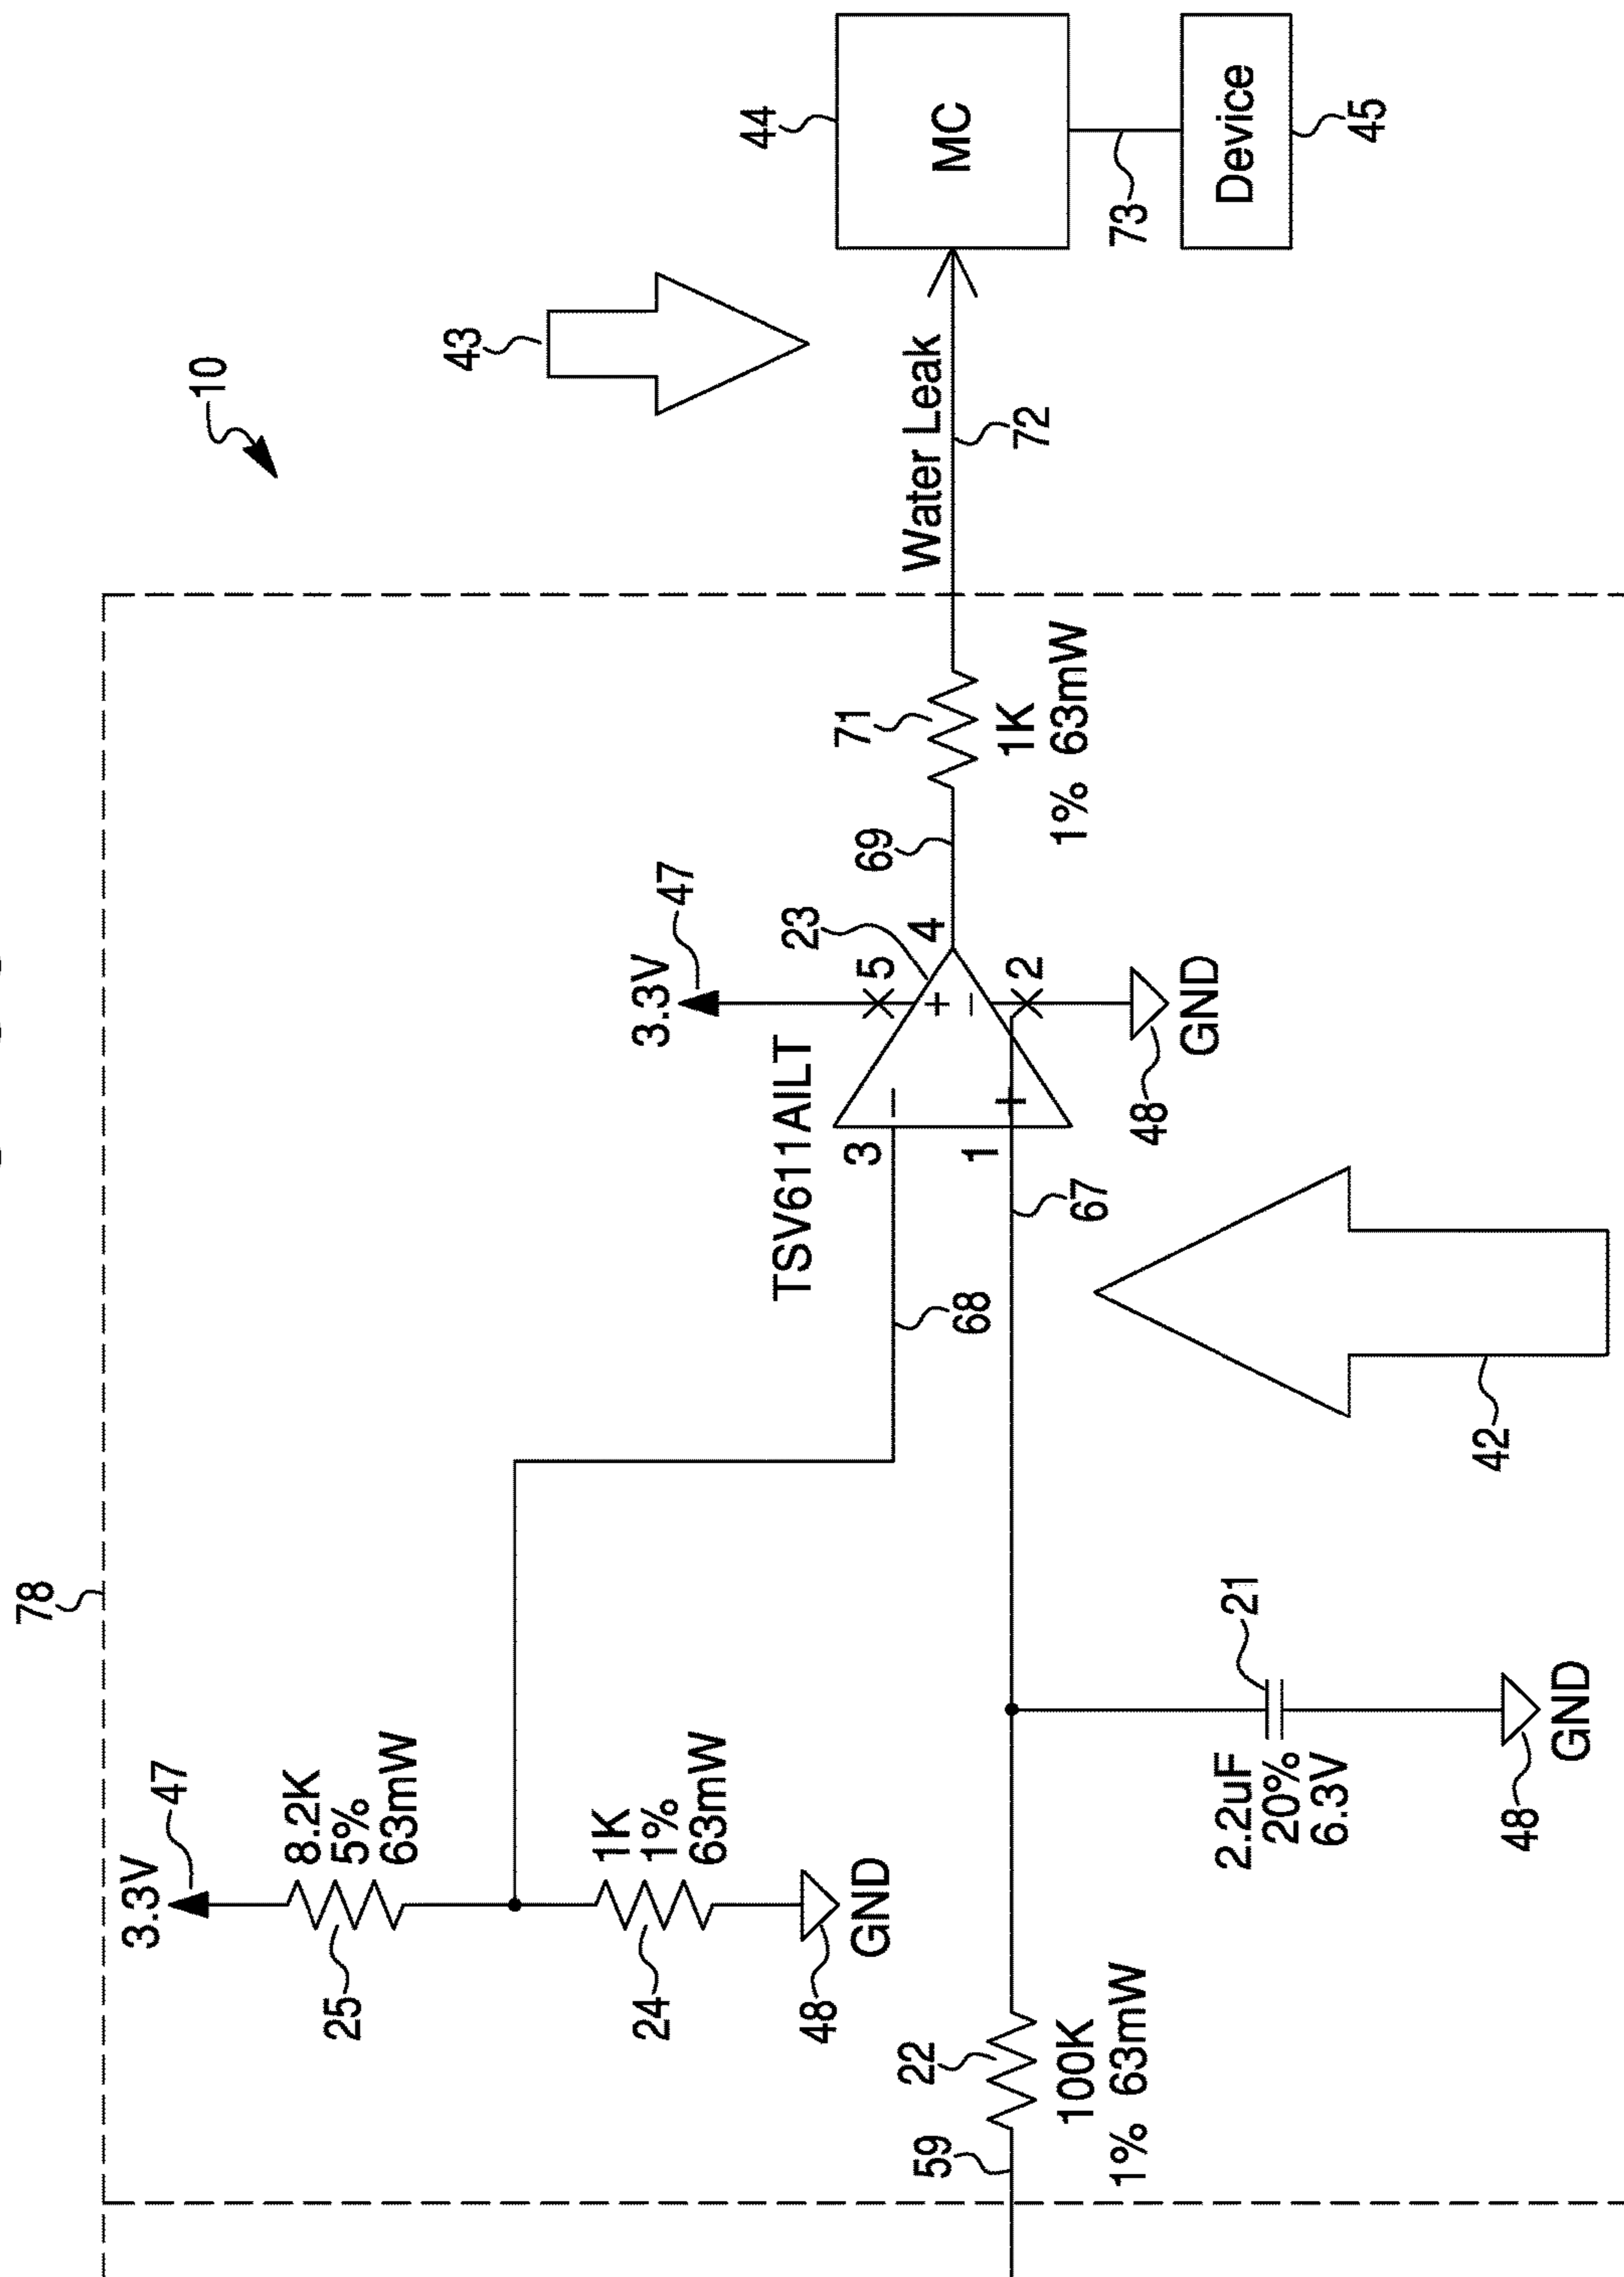 78
10
3.3V
47
8.2K
5%
63mW
25
1K
1%
63mW
24
48
GND
59
22
100K
1% 63mW
21
2.2uF
20%
6.3V
48
GND
68
67
42
TSV611AILT
3
1
3.3V
47
5
23
4
2
48
GND
69
71
1K
1% 63mW
Water Leak
72
43
44
MC
73
Device
45